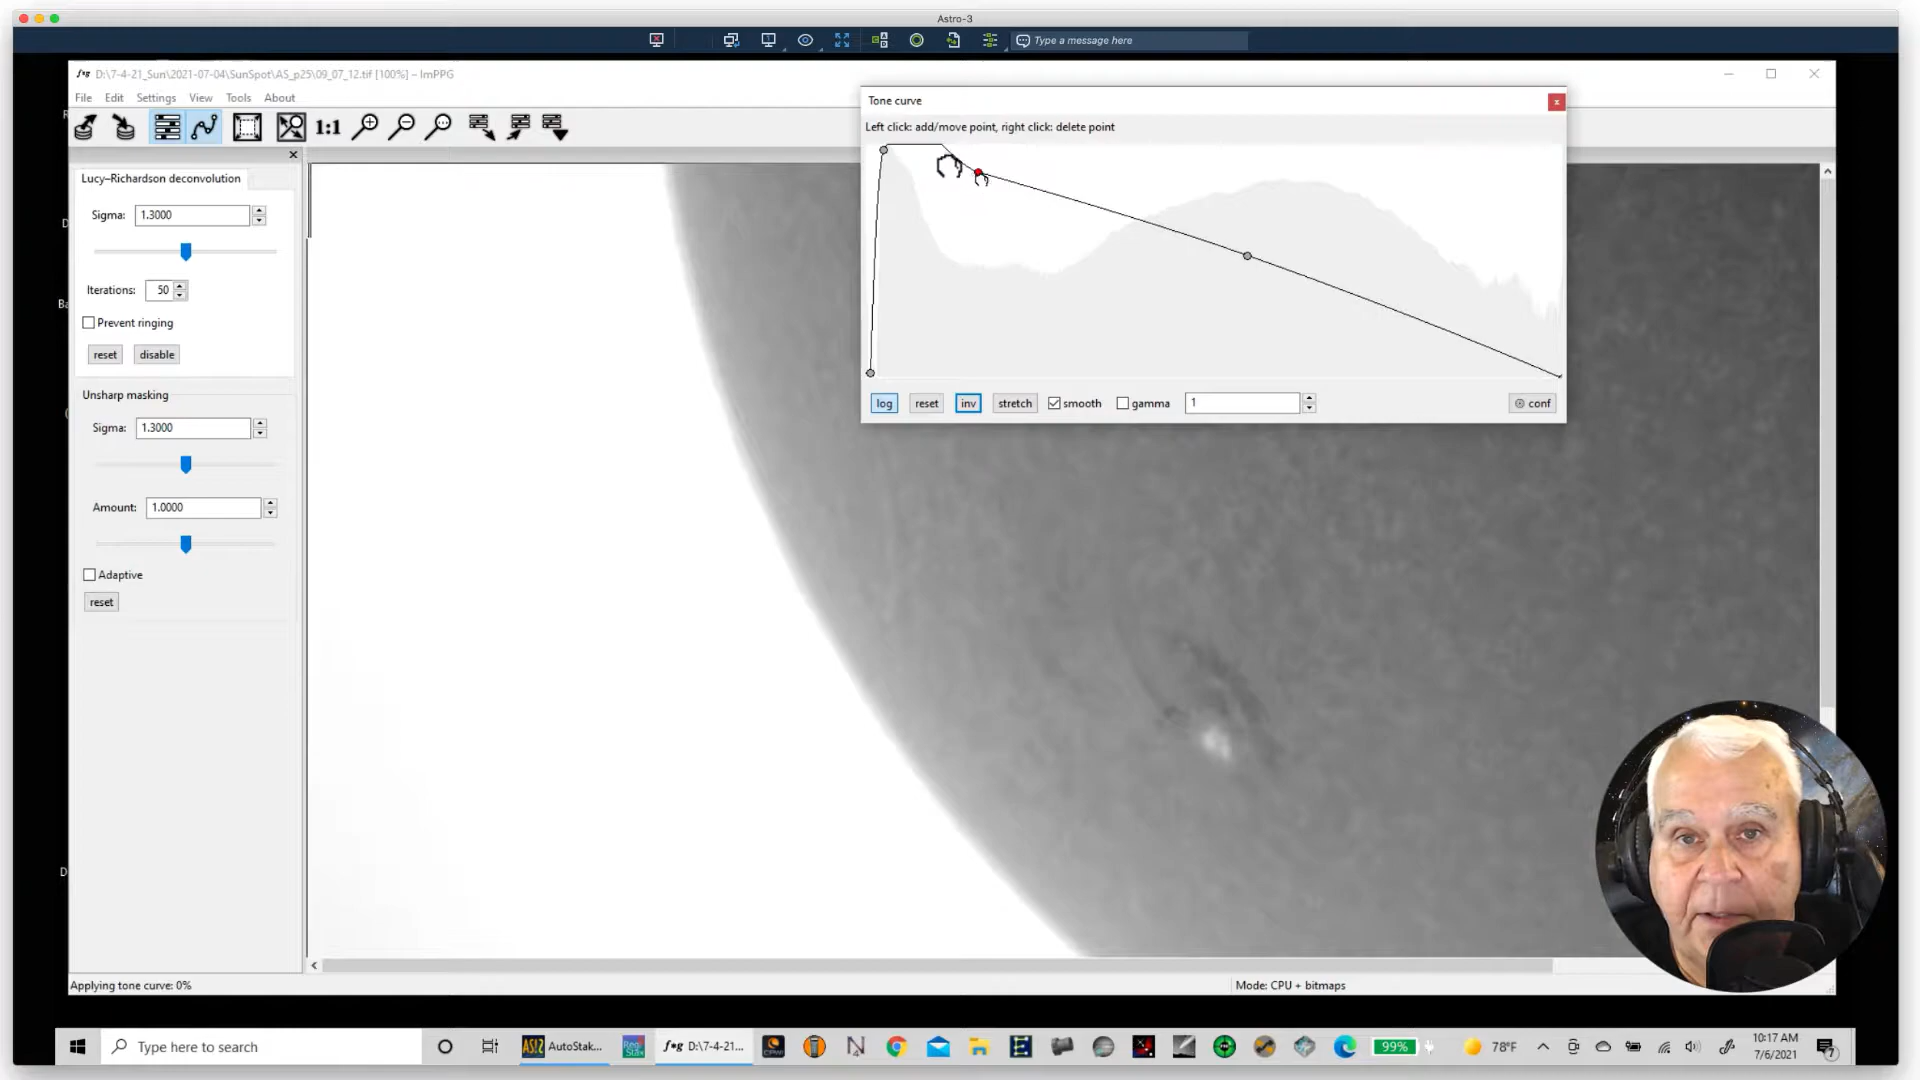 Astro-3
Type a message here
D:\7-4-21_Sun\2021-07-04\SunSpot\AS_p25\09_07_12.tif [100%] – ImPPG
File Edit Settings View Tools About
1:1
Tone curve
Left click: add/move point, right click: delete point
log reset inv stretch smooth gamma 1 conf
Lucy–Richardson deconvolution
Sigma: 1.3000
Iterations: 50
Prevent ringing
reset disable
Unsharp masking
Sigma: 1.3000
Amount: 1.0000
Adaptive
reset
Applying tone curve: 0%
Mode: CPU + bitmaps
Type here to search
AutoStak...
D:\7-4-21...
99%
78°F
10:17 AM
7/6/2021
7